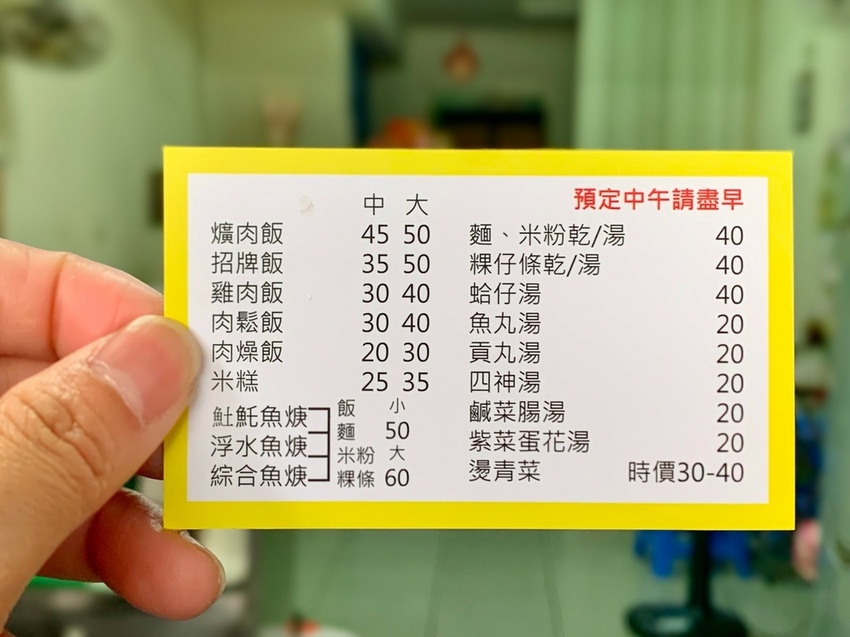 中 大
爌肉飯 45 50
招牌飯 35 50
雞肉飯 30 40
肉鬆飯 30 40
肉燥飯 20 30
米糕 25 35
𩵚魠魚焿
浮水魚焿
綜合魚焿
飯 小
麵 50
米粉 大
粿條 60
預定中午請盡早
麵、米粉乾/湯 40
粿仔條乾/湯 40
蛤仔湯 40
魚丸湯 20
貢丸湯 20
四神湯 20
鹹菜腸湯 20
紫菜蛋花湯 20
燙青菜 時價30-40